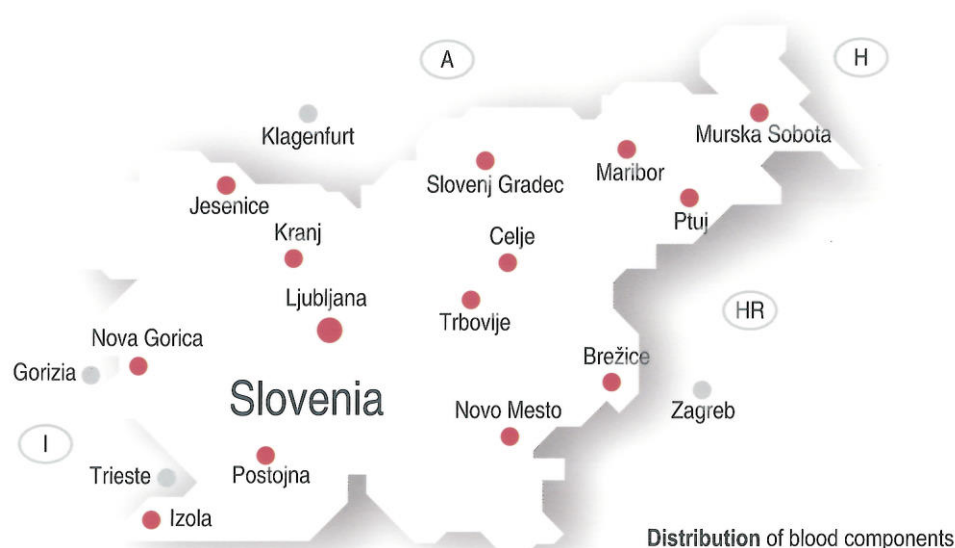 A
H
Klagenfurt
Murska Sobota
Maribor
Slovenj Gradec
Jesenice
Ptuj
Kranj
Celje
Ljubljana
HR
Trbovlje
Nova Gorica
Gorizia
Brežice
Slovenia
Novo Mesto
Zagreb
I
Trieste
Postojna
Izola
Distribution of blood components